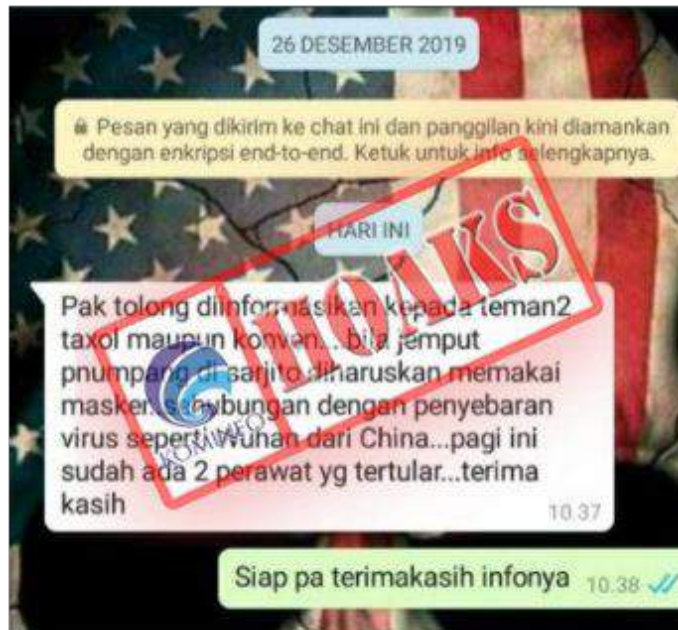 26 DESEMBER 2019
Pesan yang dikirim ke chat ini dan panggilan kini diamankan
dengan enkripsi end-to-end. Ketuk untuk info selengkapnya.
HARI INI
HOAKS
KOMINFO
Pak tolong diinformasikan kepada teman2
taxol maupun konven....bila jemput
pnumpang di sarjito diharuskan memakai
masker..sehubungan dengan penyebaran
virus seperti Wuhan dari China...pagi ini
sudah ada 2 perawat yg tertular...terima
kasih
10.37
Siap pa terimakasih infonya 10.38